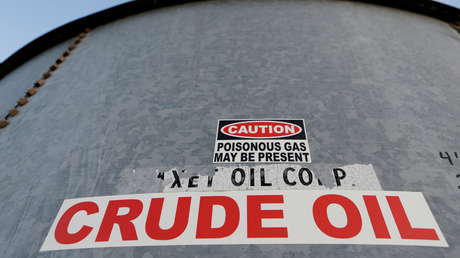 CAUTION
POISONOUS GAS
MAY BE PRESENT
OIL CORP.
CRUDE OIL